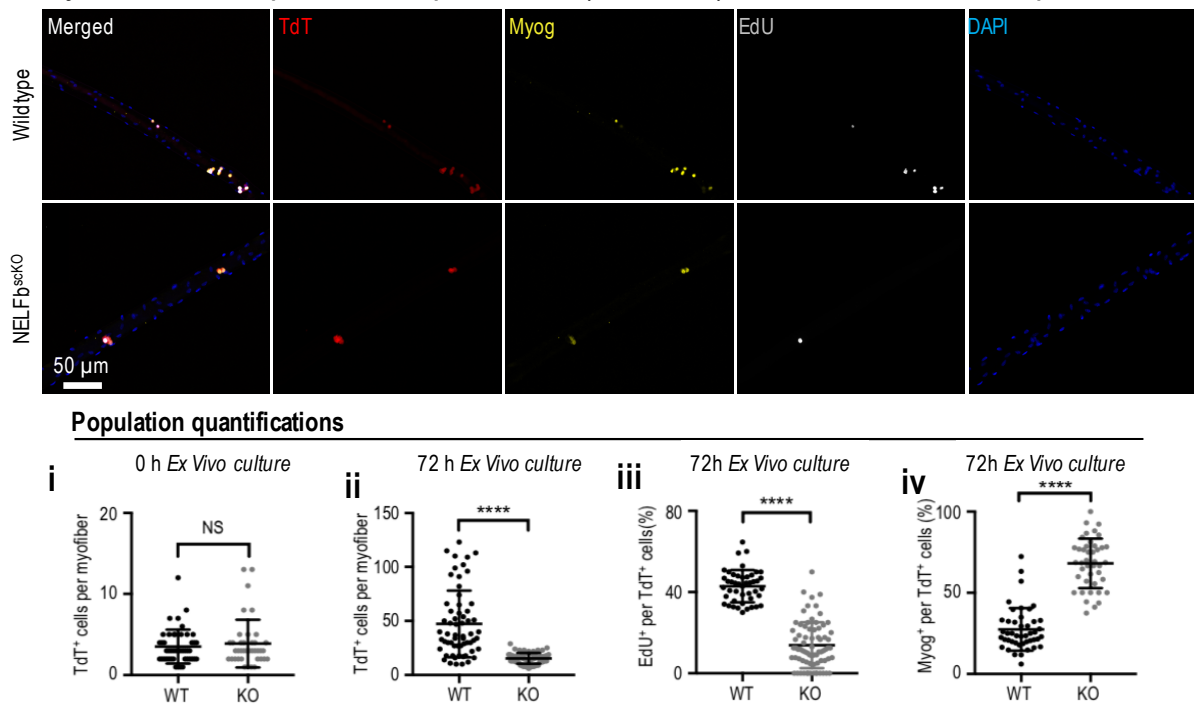 Merged TdT Myog EdU DAPI
Wildtype
NELFbscKO
50 μm
Population quantifications
i 0 h Ex Vivo culture
TdT+ cells per myofiber
20
10
0
NS
WT KO
ii 72 h Ex Vivo culture
TdT+ cells per myofiber
150
100
50
0
****
WT KO
iii 72h Ex Vivo culture
EdU+ per TdT+ cells(%)
80
40
0
****
WT KO
iv 72h Ex Vivo culture
Myog+ per TdT+ cells (%)
100
50
0
****
WT KO